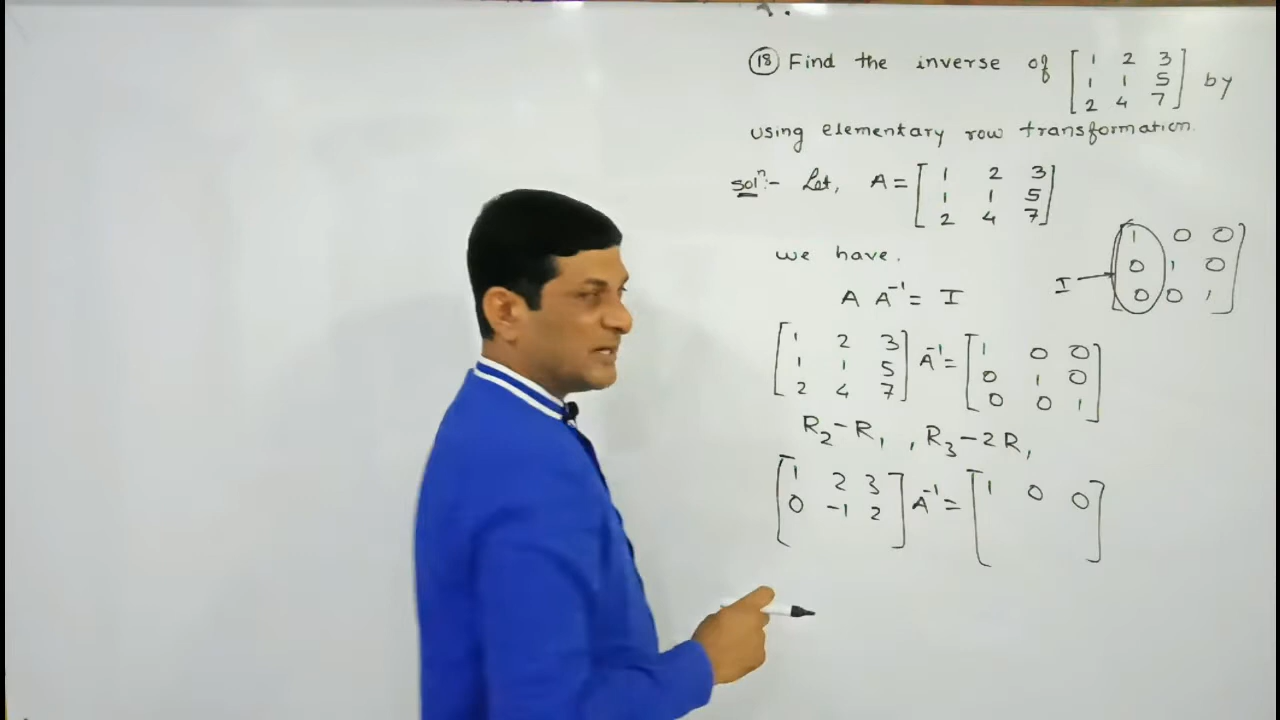 (18) Find the inverse of [1 2 3
1 1 5
2 4 7] by
using elementary row transformation.
Solⁿ:- Let, A = [1 2 3
1 1 5
2 4 7]
we have.
A A⁻¹ = I
I → [1 0 0
0 1 0
0 0 1]
[1 2 3
1 1 5
2 4 7] A⁻¹ = [1 0 0
0 1 0
0 0 1]
R₂-R₁ , R₃-2R₁
[1 2 3
0 -1 2] A⁻¹ = [1 0 0]